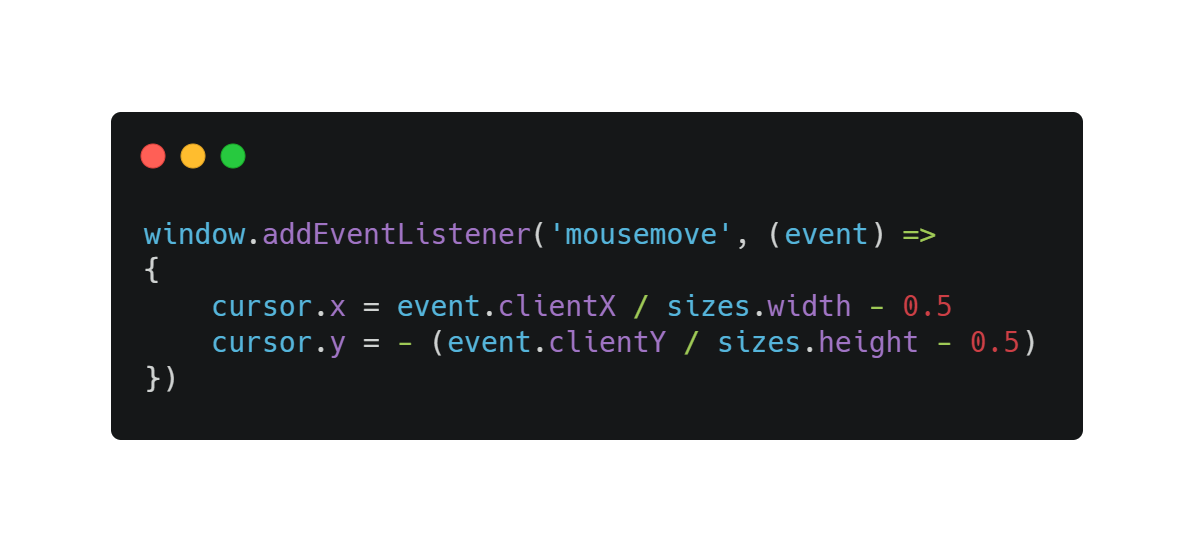 window.addEventListener('mousemove', (event) =>
{
    cursor.x = event.clientX / sizes.width - 0.5
    cursor.y = - (event.clientY / sizes.height - 0.5)
})